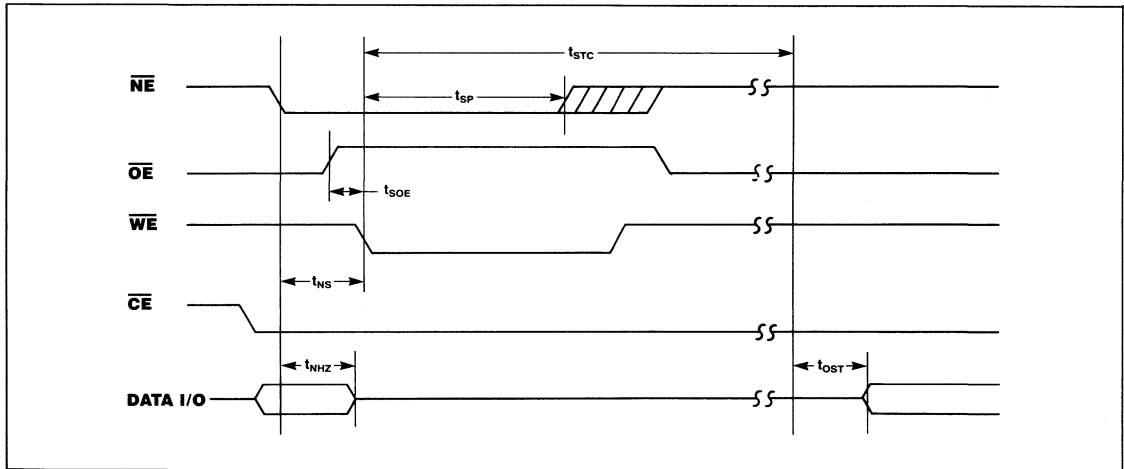 tSTC
NE
tSP
OE
tSOE
WE
tNS
CE
tNHZ
tOST
DATA I/O